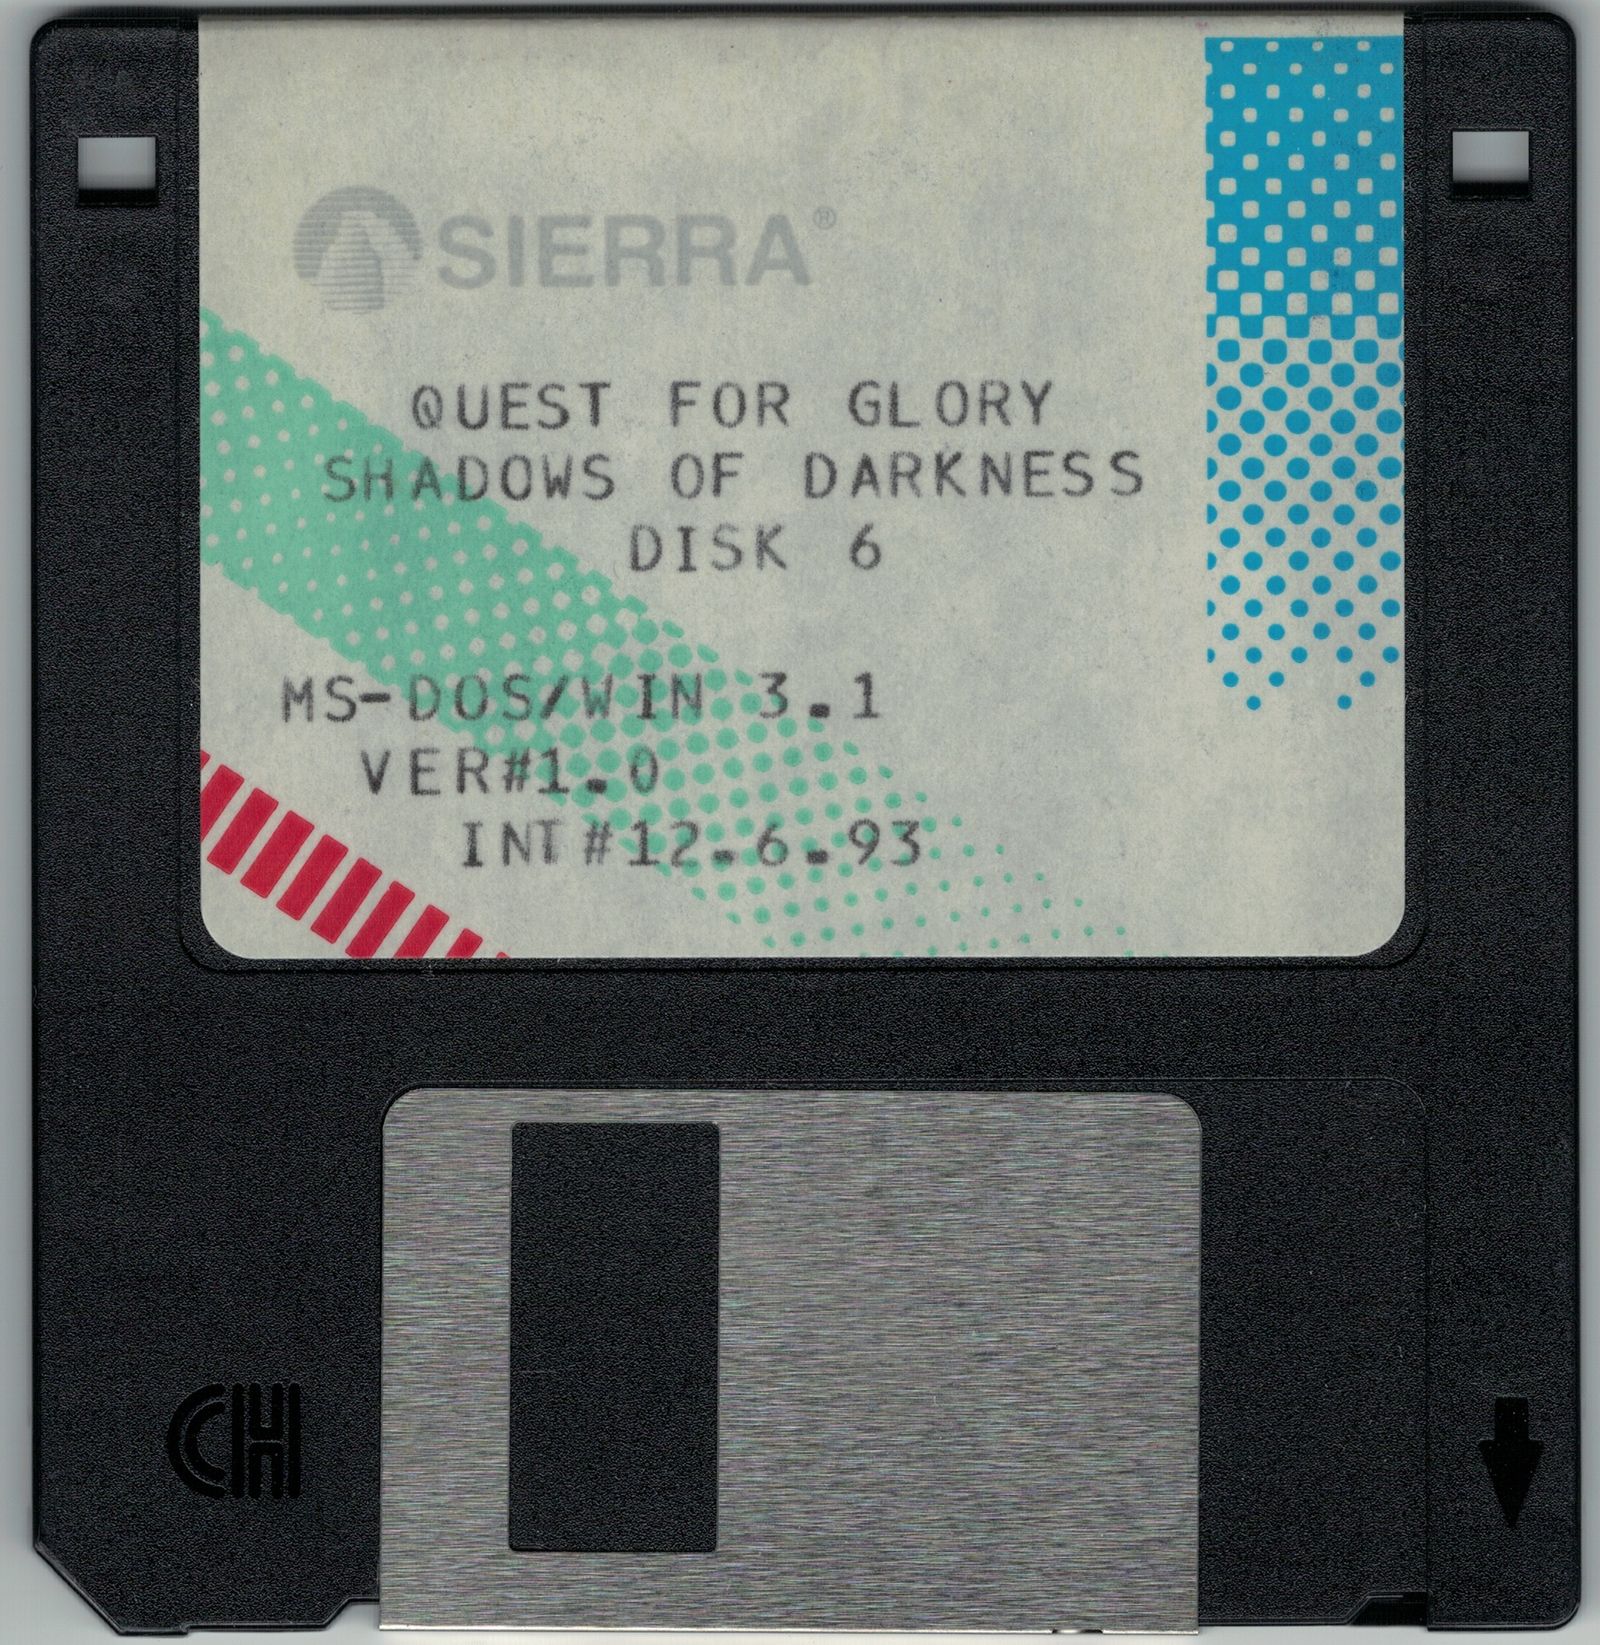 SIERRA®
QUEST FOR GLORY
SHADOWS OF DARKNESS
DISK 6
MS-DOS/WIN 3.1
VER#1.0
INT#12.6.93
CH